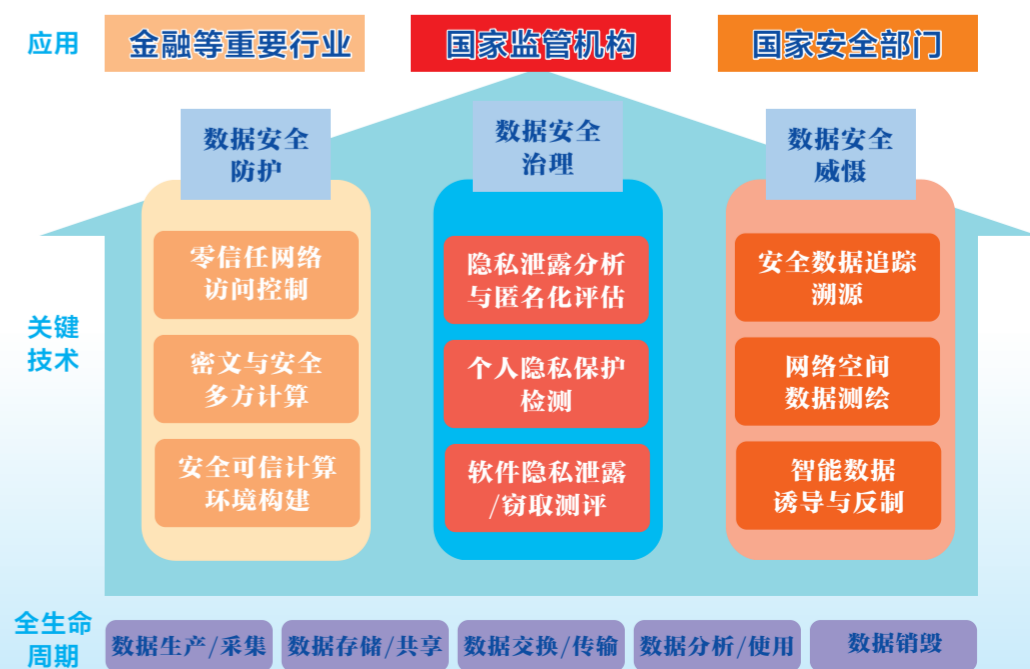 应用
金融等重要行业
国家监管机构
国家安全部门
数据安全
防护
数据安全
治理
数据安全
威慑
关键
技术
零信任网络
访问控制
密文与安全
多方计算
安全可信计算
环境构建
隐私泄露分析
与匿名化评估
个人隐私保护
检测
软件隐私泄露
/窃取测评
安全数据追踪
溯源
网络空间
数据测绘
智能数据
诱导与反制
全生命
周期
数据生产/采集
数据存储/共享
数据交换/传输
数据分析/使用
数据销毁